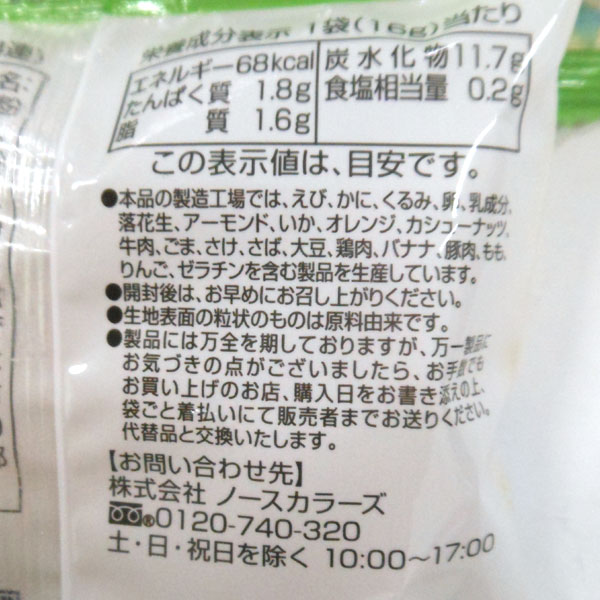 栄養成分表示 1袋(16g)当たり
エネルギー 68kcal 炭水化物 11.7g
たんぱく質 1.8g 食塩相当量 0.2g
脂質 1.6g
この表示値は、目安です。
●本品の製造工場では、えび、かに、くるみ、卵、乳成分、
落花生、アーモンド、いか、オレンジ、カシューナッツ、
牛肉、ごま、さけ、さば、大豆、鶏肉、バナナ、豚肉、もも、
りんご、ゼラチンを含む製品を生産しています。
●開封後は、お早めにお召し上がりください。
●生地表面の粒状のものは原料由来です。
●製品には万全を期しておりますが、万一製品に
お気づきの点がございましたら、お手数でも
お買い上げのお店、購入日をお書き添えの上、
袋ごと着払いにて販売者までお送りください。
代替品と交換いたします。
【お問い合わせ先】
株式会社 ノースカラーズ
0120-740-320
土・日・祝日を除く 10:00〜17:00